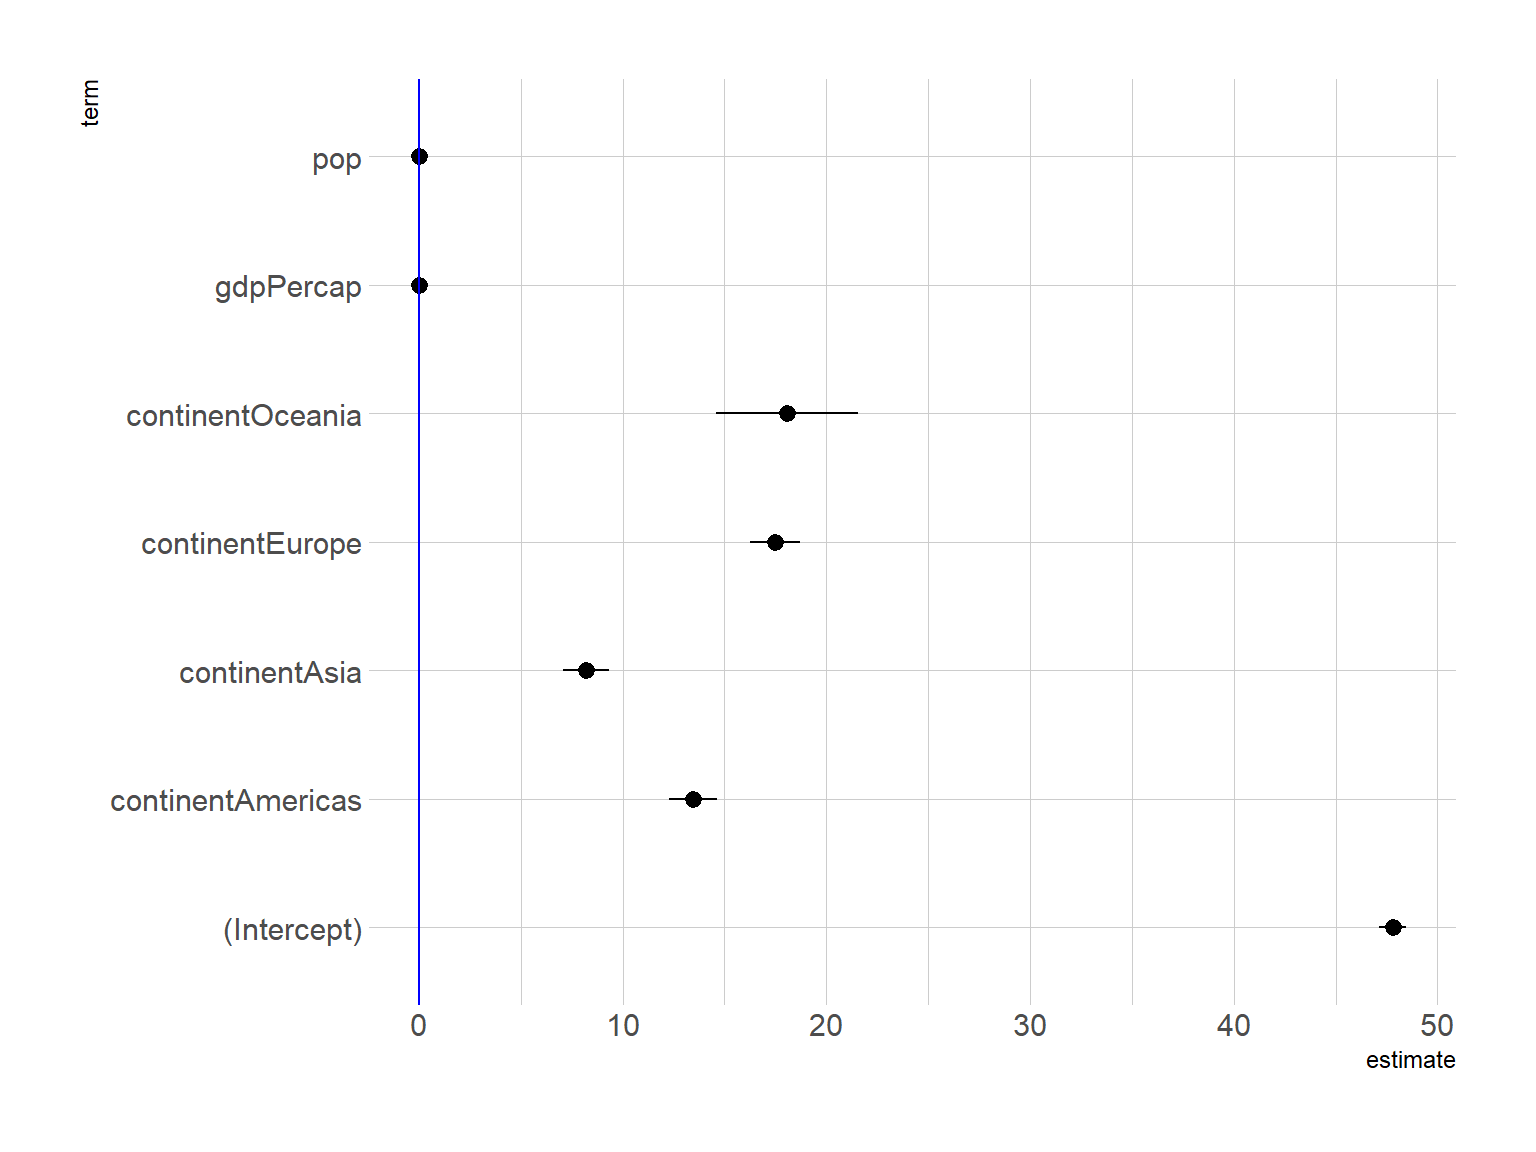 term
pop
gdpPercap
continentOceania
continentEurope
continentAsia
continentAmericas
(Intercept)
0 10 20 30 40 50
estimate